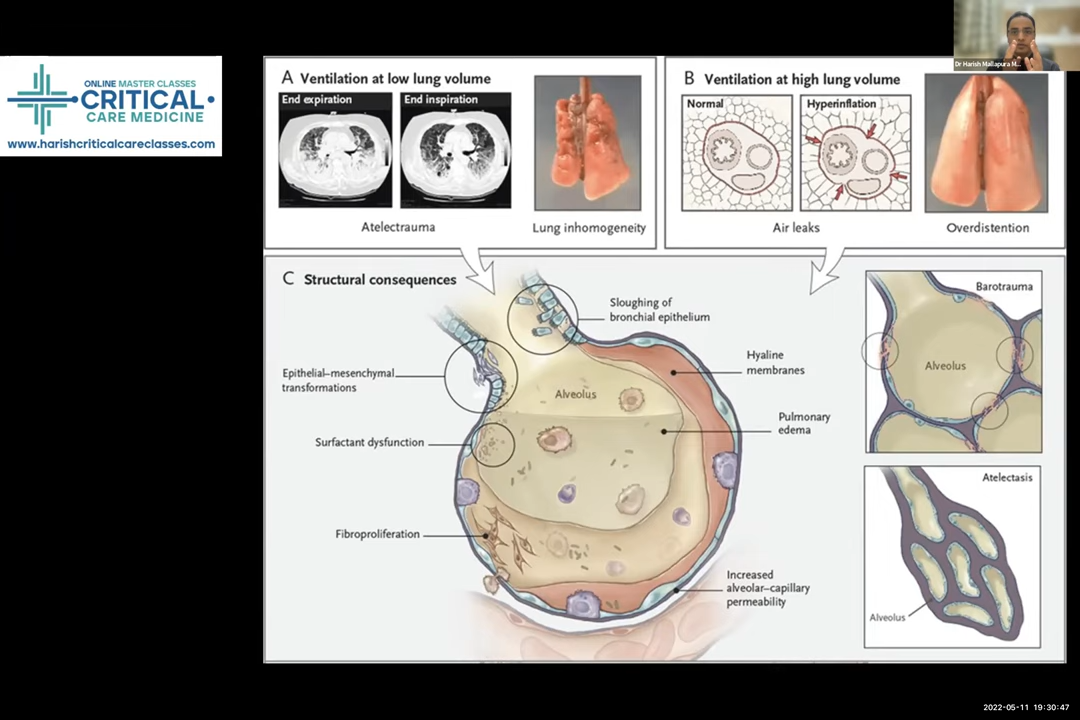 ONLINE MASTER CLASSES
CRITICAL
CARE MEDICINE
www.harishcriticalcareclasses.com
Dr Harish Mallapura M...
A Ventilation at low lung volume
End expiration
End inspiration
Atelectrauma
Lung inhomogeneity
B Ventilation at high lung volume
Normal
Hyperinflation
Air leaks
Overdistention
C Structural consequences
Sloughing of
bronchial epithelium
Epithelial–mesenchymal
transformations
Alveolus
Hyaline
membranes
Surfactant dysfunction
Pulmonary
edema
Fibroproliferation
Increased
alveolar–capillary
permeability
Barotrauma
Alveolus
Atelectasis
Alveolus
2022-05-11 19:30:47